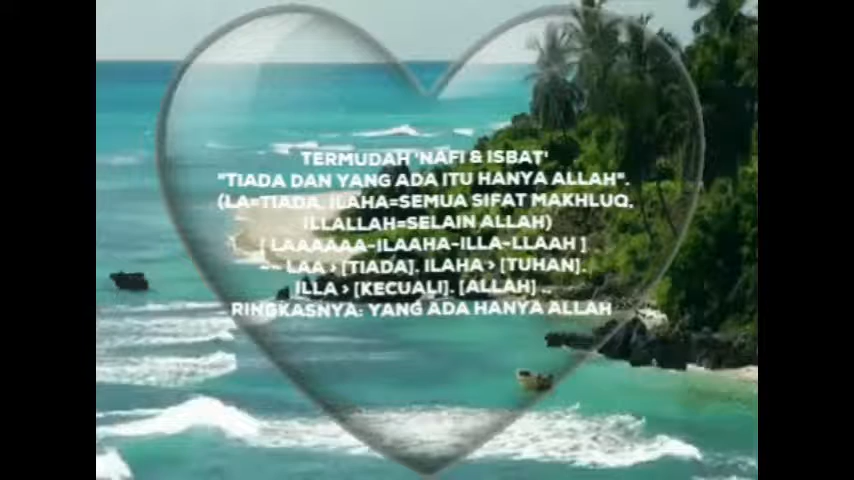 TERMUDAH 'NAFI & ISBAT'
"TIADA DAN YANG ADA ITU HANYA ALLAH".
(LA=TIADA, ILAHA=SEMUA SIFAT MAKHLUQ,
ILLALLAH=SELAIN ALLAH)
[ LAAAAAA-ILAAHA-ILLA-LLAAH ]
~~ LAA > [TIADA]. ILAHA > [TUHAN].
ILLA > [KECUALI]. [ALLAH] ..
RINGKASNYA: YANG ADA HANYA ALLAH